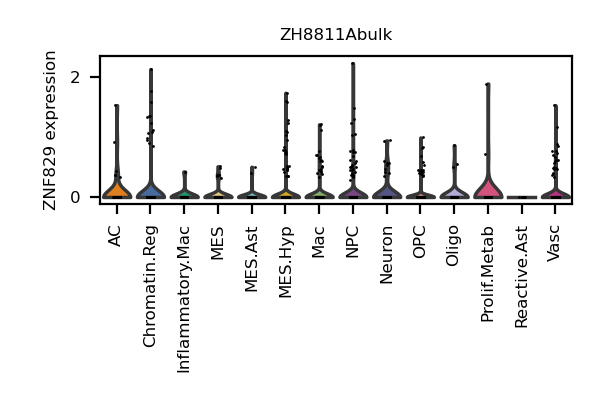 ZH8811Abulk
ZNF829 expression
2
0
AC
Chromatin.Reg
Inflammatory.Mac
MES
MES.Ast
MES.Hyp
Mac
NPC
Neuron
OPC
Oligo
Prolif.Metab
Reactive.Ast
Vasc